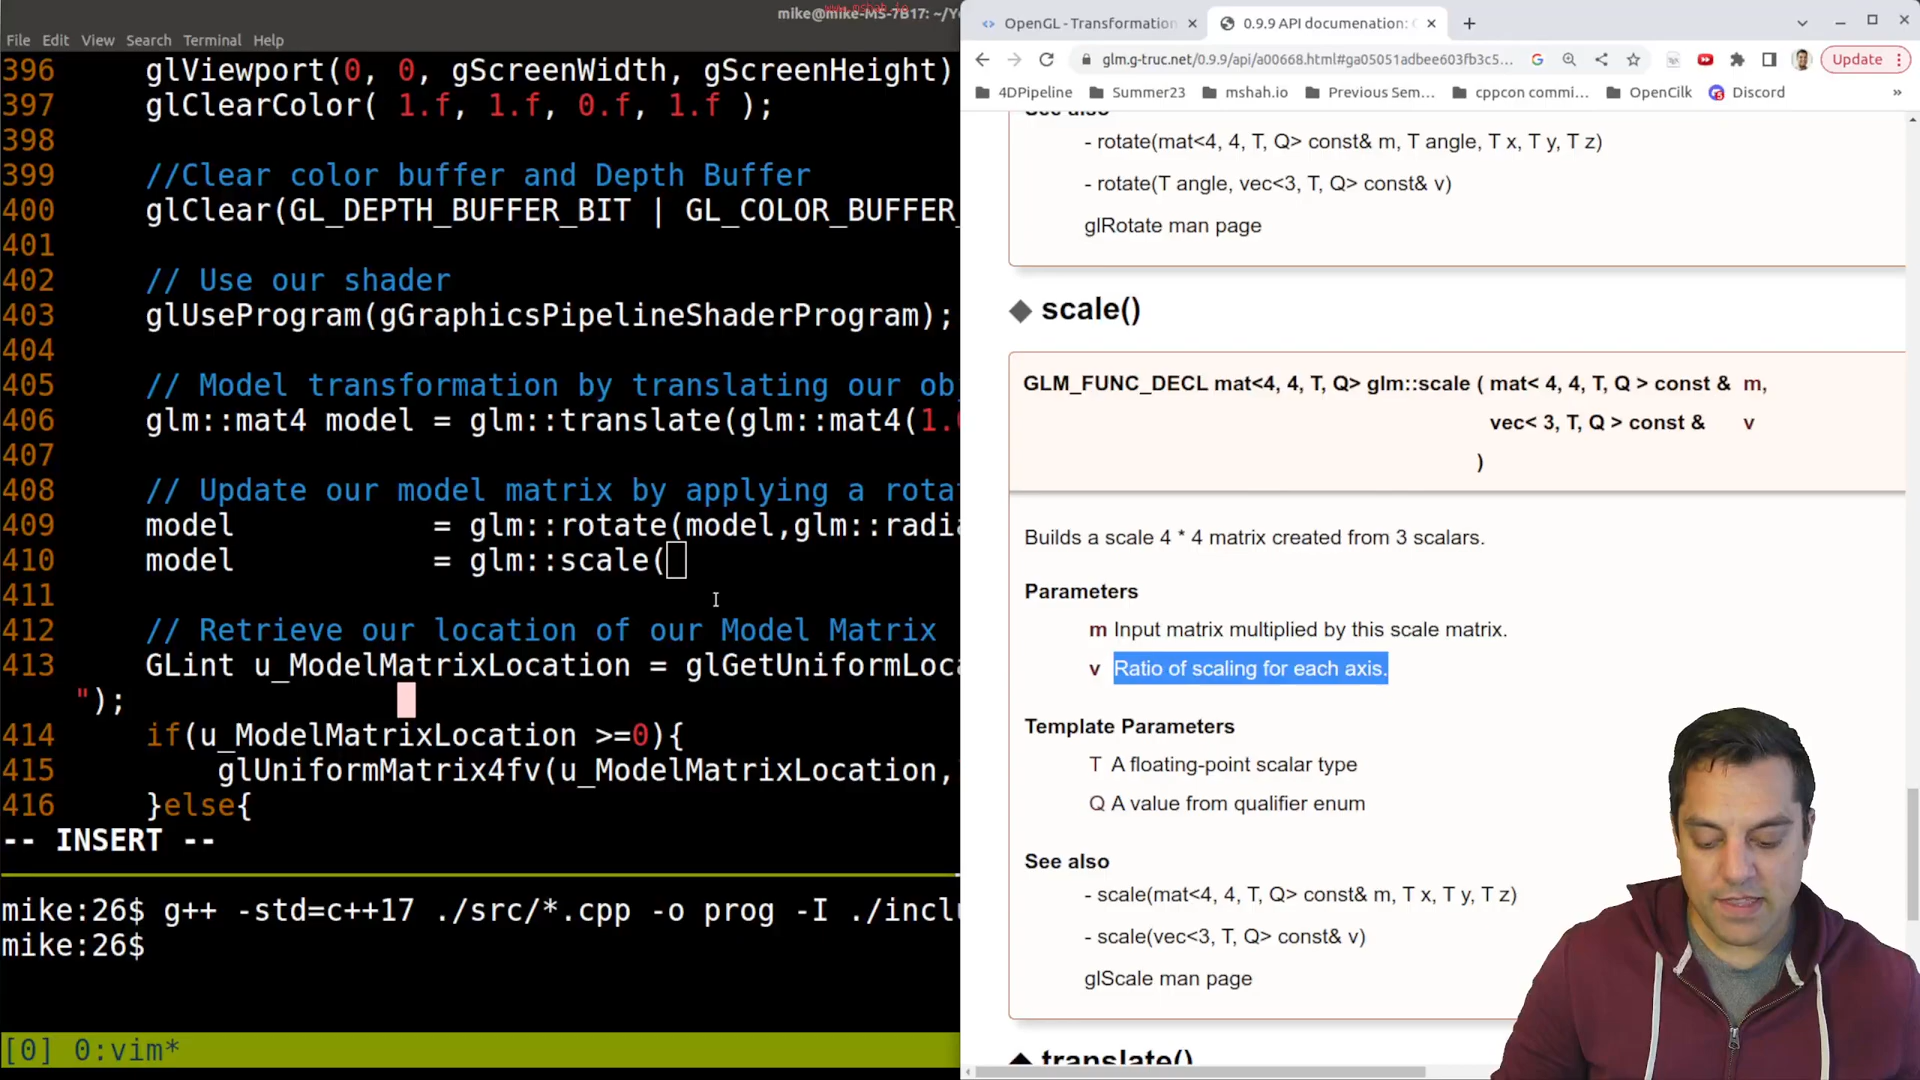 www.mshah.io
mike@mike-MS-7B17: ~/Yo
File Edit View Search Terminal Help
396 glViewport(0, 0, gScreenWidth, gScreenHeight)
397 glClearColor( 1.f, 1.f, 0.f, 1.f );
398
399 //Clear color buffer and Depth Buffer
400 glClear(GL_DEPTH_BUFFER_BIT | GL_COLOR_BUFFER_
401
402 // Use our shader
403 glUseProgram(gGraphicsPipelineShaderProgram);
404
405 // Model transformation by translating our obj
406 glm::mat4 model = glm::translate(glm::mat4(1.0
407
408 // Update our model matrix by applying a rotat
409 model = glm::rotate(model,glm::radia
410 model = glm::scale(
411
412 // Retrieve our location of our Model Matrix
413 GLint u_ModelMatrixLocation = glGetUniformLoca
");
414 if(u_ModelMatrixLocation >=0){
415 glUniformMatrix4fv(u_ModelMatrixLocation,
416 }else{
-- INSERT --
mike:26$ g++ -std=c++17 ./src/*.cpp -o prog -I ./inclu
mike:26$
[0] 0:vim*
OpenGL - Transformation
0.9.9 API documenation:
glm.g-truc.net/0.9.9/api/a00668.html#ga05051adbee603fb3c5...
Update
4DPipeline Summer23 mshah.io Previous Sem... cppcon commi... OpenCilk Discord »
See also
- rotate(mat<4, 4, T, Q> const& m, T angle, T x, T y, T z)
- rotate(T angle, vec<3, T, Q> const& v)
glRotate man page
◆ scale()
GLM_FUNC_DECL mat<4, 4, T, Q> glm::scale ( mat< 4, 4, T, Q > const & m,
vec< 3, T, Q > const & v
)
Builds a scale 4 * 4 matrix created from 3 scalars.
Parameters
m Input matrix multiplied by this scale matrix.
v Ratio of scaling for each axis.
Template Parameters
T A floating-point scalar type
Q A value from qualifier enum
See also
- scale(mat<4, 4, T, Q> const& m, T x, T y, T z)
- scale(vec<3, T, Q> const& v)
glScale man page
◆ translate()